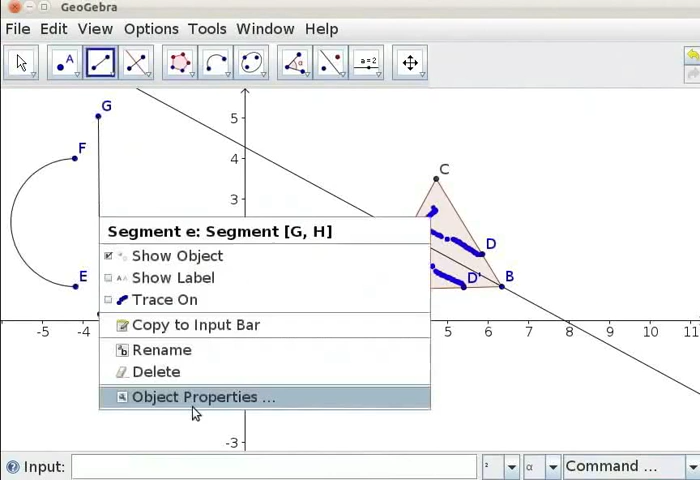 GeoGebra
File Edit View Options Tools Window Help
A
α
a=2
G
F
E
5
4
3
C
D
D'
B
Segment e: Segment [G, H]
Show Object
AA Show Label
Trace On
Copy to Input Bar
Rename
Delete
Object Properties ...
-5 -4
5 6 7 8 9 10 11
-3
Input: 2 α Command ...